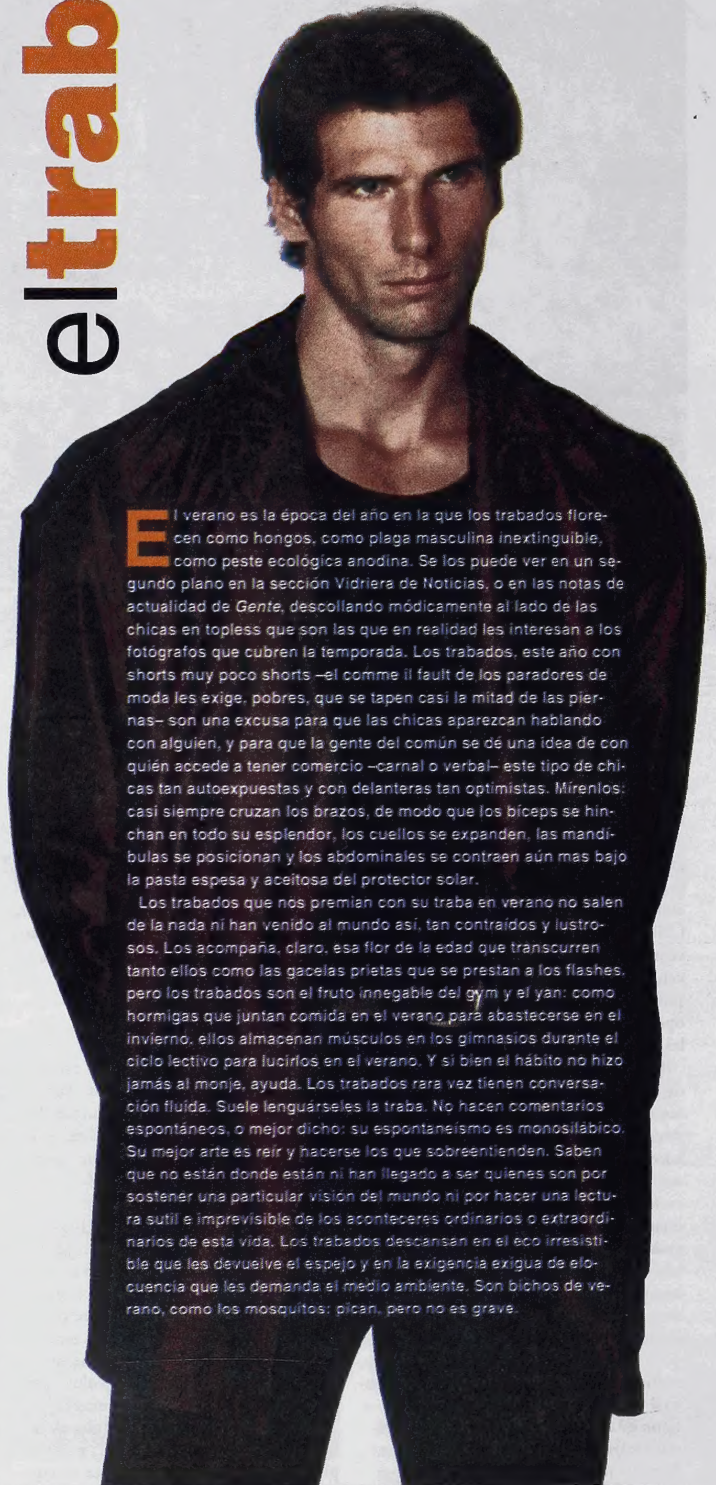 eltrab
El verano es la época del año en la que los trabados flore-
cen como hongos, como plaga masculina inextinguible,
como peste ecológica anodina. Se los puede ver en un se-
gundo plano en la sección Vidriera de Noticias, o en las notas de
actualidad de Gente, descollando módicamente al lado de las
chicas en topless que son las que en realidad les interesan a los
fotógrafos que cubren la temporada. Los trabados, este año con
shorts muy poco shorts –el comme il fault de los paradores de
moda les exige, pobres, que se tapen casi la mitad de las pier-
nas– son una excusa para que las chicas aparezcan hablando
con alguien, y para que la gente del común se dé una idea de con
quién accede a tener comercio –carnal o verbal– este tipo de chi-
cas tan autoexpuestas y con delanteras tan optimistas. Mírenlos:
casi siempre cruzan los brazos, de modo que los bíceps se hin-
chan en todo su esplendor, los cuellos se expanden, las mandí-
bulas se posicionan y los abdominales se contraen aún mas bajo
la pasta espesa y aceitosa del protector solar.
Los trabados que nos premian con su traba en verano no salen
de la nada ni han venido al mundo así, tan contraídos y lustro-
sos. Los acompaña, claro, esa flor de la edad que transcurren
tanto ellos como las gacelas prietas que se prestan a los flashes,
pero los trabados son el fruto innegable del gym y el yan: como
hormigas que juntan comida en el verano para abastecerse en el
invierno, ellos almacenan músculos en los gimnasios durante el
ciclo lectivo para lucirlos en el verano. Y si bien el hábito no hizo
jamás al monje, ayuda. Los trabados rara vez tienen conversa-
ción fluida. Suele lenguárseles la traba. No hacen comentarios
espontáneos, o mejor dicho: su espontaneísmo es monosilábico.
Su mejor arte es reír y hacerse los que sobreentienden. Saben
que no están donde están ni han llegado a ser quienes son por
sostener una particular visión del mundo ni por hacer una lectu-
ra sutil e imprevisible de los aconteceres ordinarios o extraordi-
narios de esta vida. Los trabados descansan en el eco irresisti-
ble que les devuelve el espejo y en la exigencia exigua de elo-
cuencia que les demanda el medio ambiente. Son bichos de ve-
rano, como los mosquitos: pican, pero no es grave.